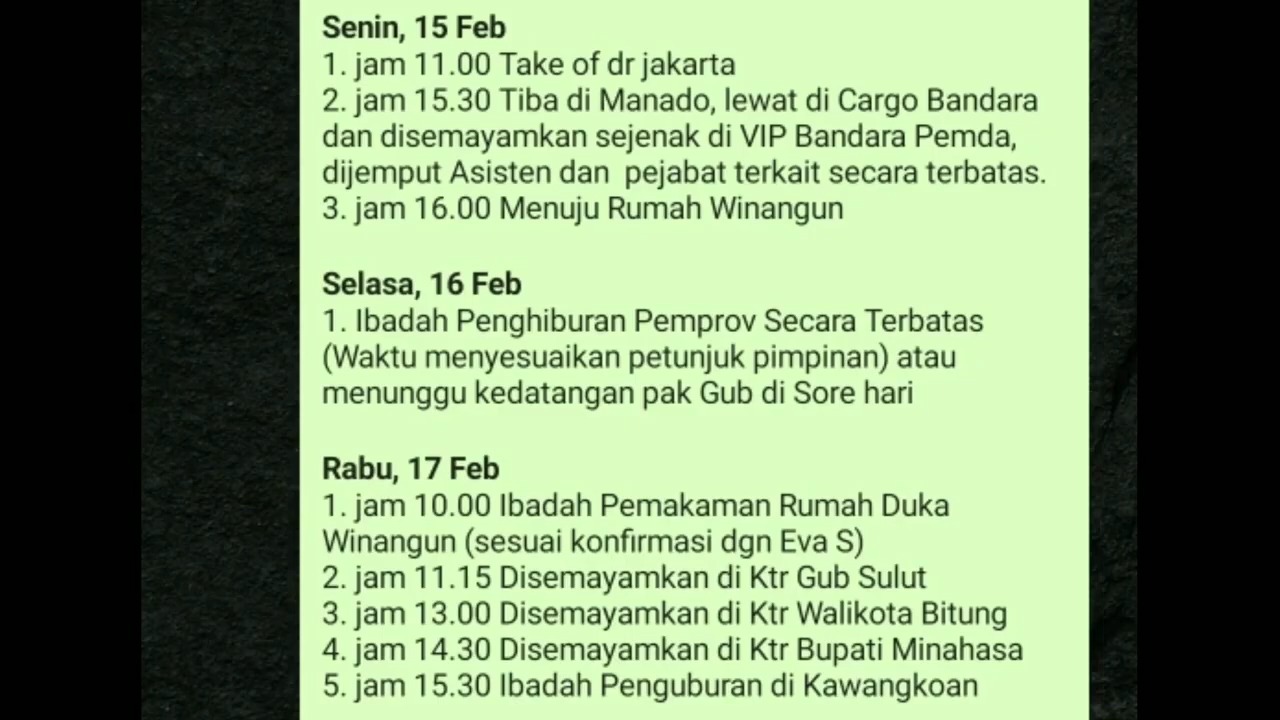 Senin, 15 Feb
1. jam 11.00 Take of dr jakarta
2. jam 15.30 Tiba di Manado, lewat di Cargo Bandara
dan disemayamkan sejenak di VIP Bandara Pemda,
dijemput Asisten dan  pejabat terkait secara terbatas.
3. jam 16.00 Menuju Rumah Winangun
Selasa, 16 Feb
1. Ibadah Penghiburan Pemprov Secara Terbatas
(Waktu menyesuaikan petunjuk pimpinan) atau
menunggu kedatangan pak Gub di Sore hari
Rabu, 17 Feb
1. jam 10.00 Ibadah Pemakaman Rumah Duka
Winangun (sesuai konfirmasi dgn Eva S)
2. jam 11.15 Disemayamkan di Ktr Gub Sulut
3. jam 13.00 Disemayamkan di Ktr Walikota Bitung
4. jam 14.30 Disemayamkan di Ktr Bupati Minahasa
5. jam 15.30 Ibadah Penguburan di Kawangkoan